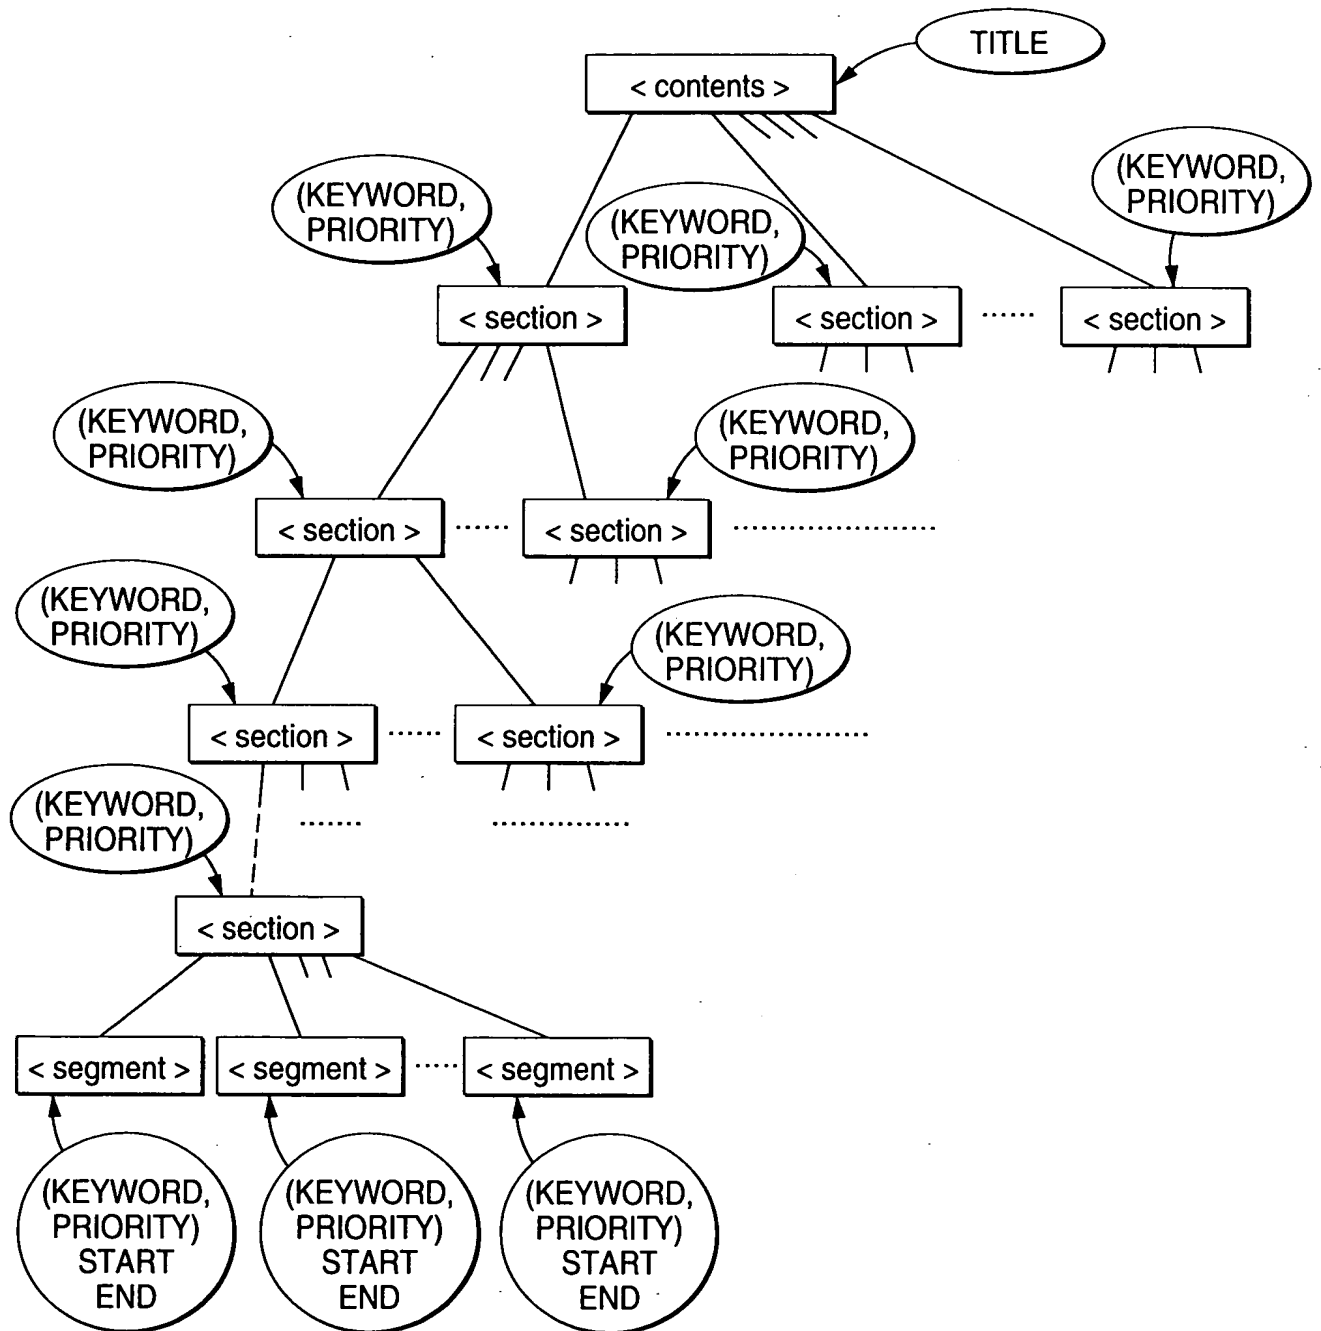 TITLE
< contents >
(KEYWORD,
PRIORITY)
(KEYWORD,
PRIORITY)
(KEYWORD,
PRIORITY)
< section >
< section >
······
< section >
(KEYWORD,
PRIORITY)
(KEYWORD,
PRIORITY)
< section >
······
< section >
(KEYWORD,
PRIORITY)
(KEYWORD,
PRIORITY)
< section >
······
< section >
(KEYWORD,
PRIORITY)
< section >
< segment >
< segment >
·····
< segment >
(KEYWORD,
PRIORITY)
START
END
(KEYWORD,
PRIORITY)
START
END
(KEYWORD,
PRIORITY)
START
END